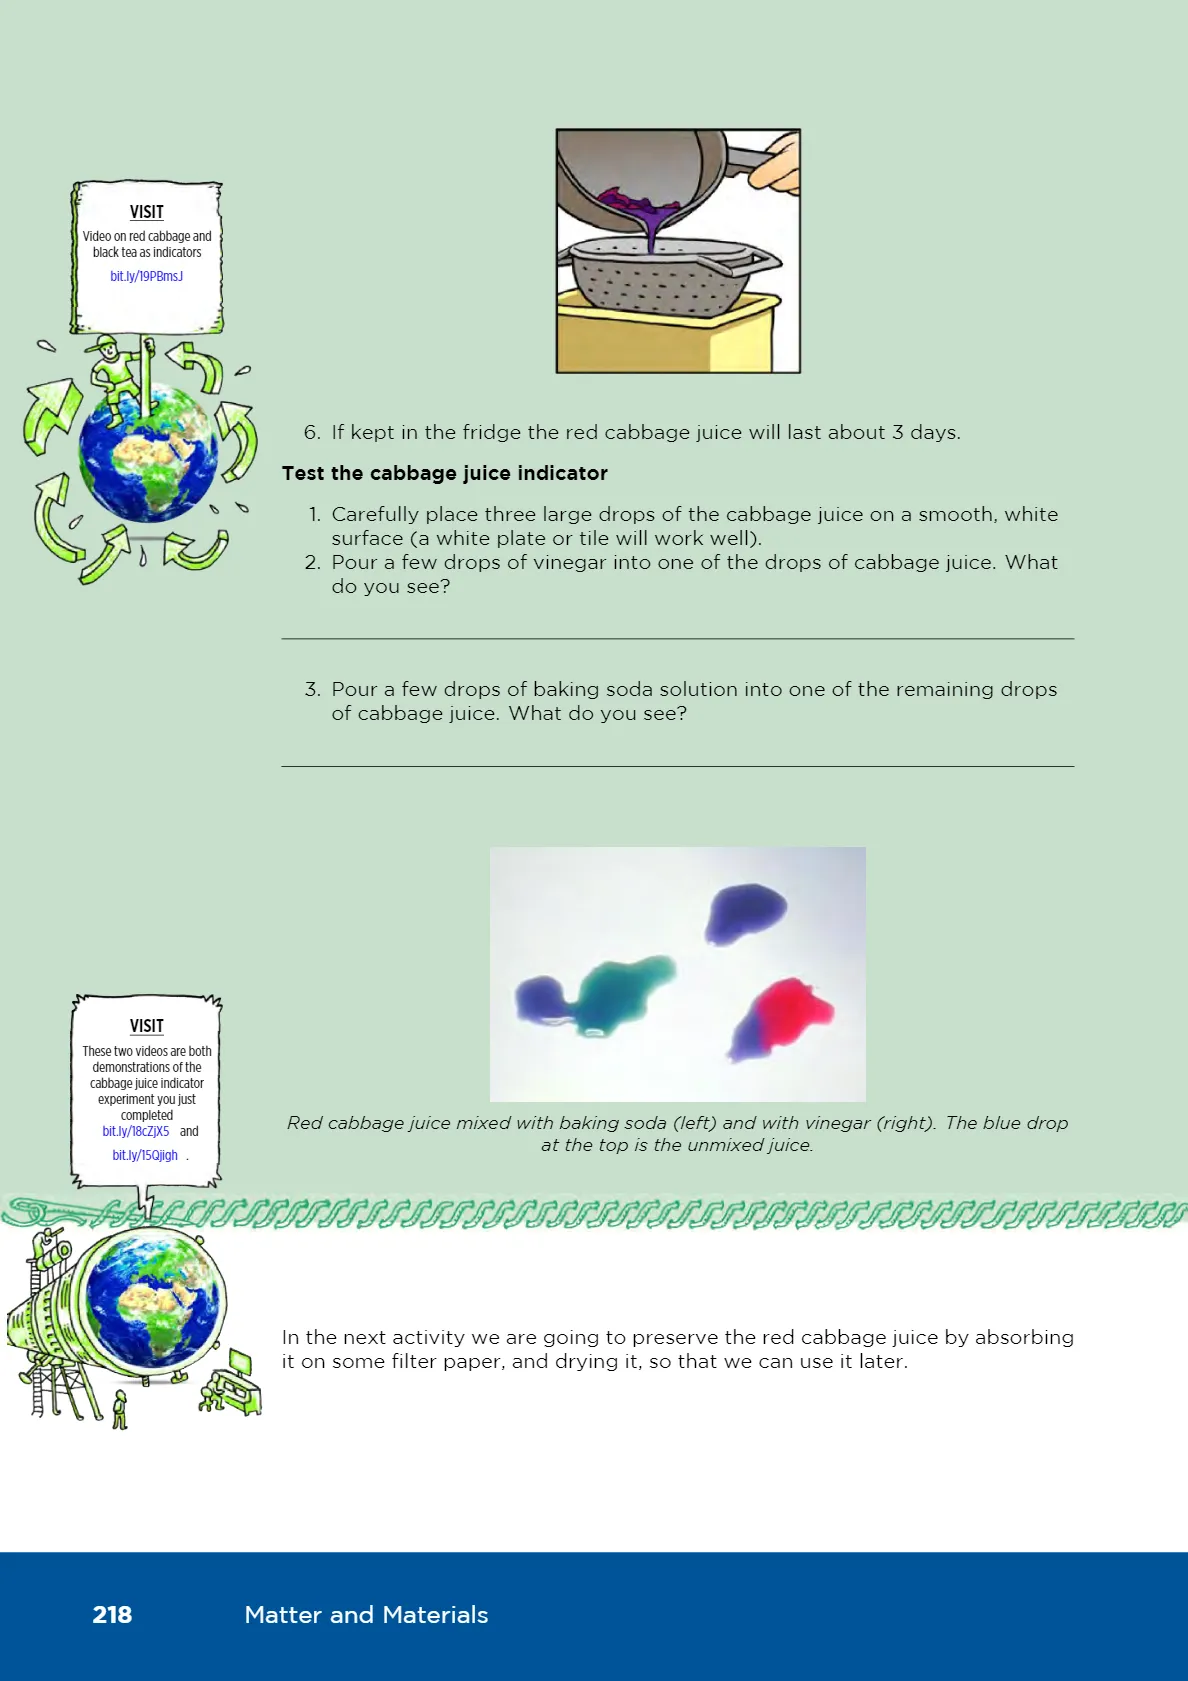 VISIT
Video on red cabbage and
black tea as indicators
bit.ly/19PBmsJ
6. If kept in the fridge the red cabbage juice will last about 3 days.
Test the cabbage juice indicator
1. Carefully place three large drops of the cabbage juice on a smooth, white
surface (a white plate or tile will work well).
2. Pour a few drops of vinegar into one of the drops of cabbage juice. What
do you see?
3. Pour a few drops of baking soda solution into one of the remaining drops
of cabbage juice. What do you see?
VISIT
These two videos are both
demonstrations of the
cabbage juice indicator
experiment you just
completed
bit.ly/18cZjX5 and
bit.ly/15Qjigh .
Red cabbage juice mixed with baking soda (left) and with vinegar (right). The blue drop
at the top is the unmixed juice.
In the next activity we are going to preserve the red cabbage juice by absorbing
it on some filter paper, and drying it, so that we can use it later.
218 Matter and Materials